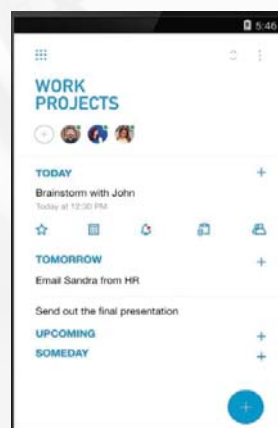 5:46
WORK
PROJECTS
TODAY
Brainstorm with John
Today at 12:30 PM
TOMORROW
Email Sandra from HR
Send out the final presentation
UPCOMING
SOMEDAY